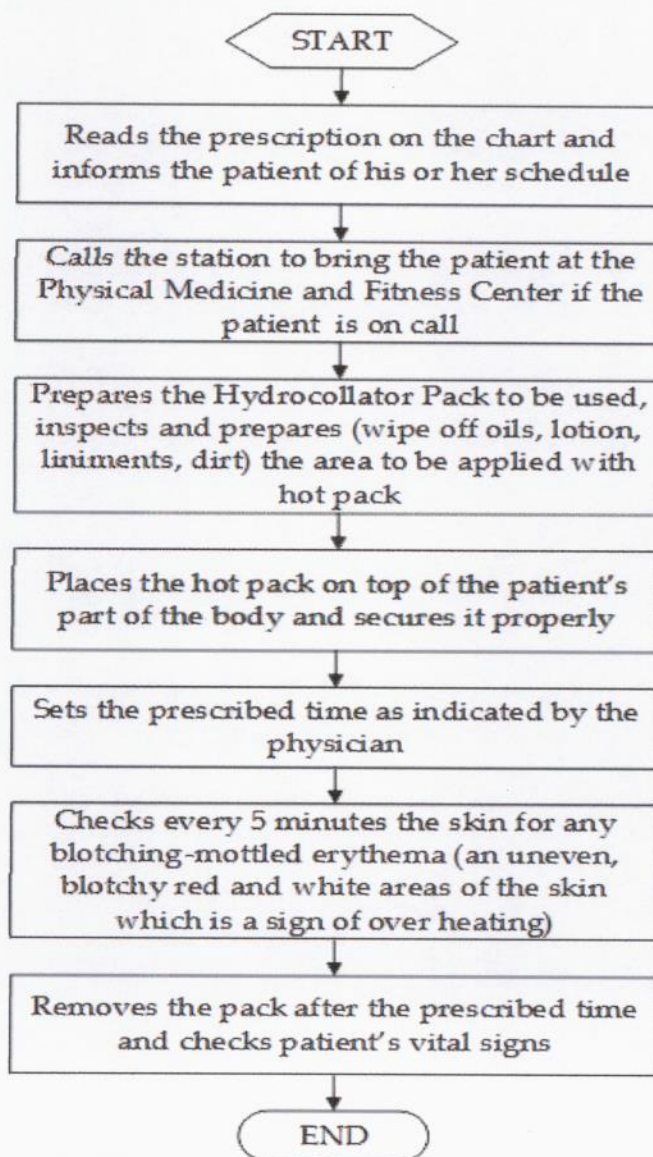 START
Reads the prescription on the chart and
informs the patient of his or her schedule
Calls the station to bring the patient at the
Physical Medicine and Fitness Center if the
patient is on call
Prepares the Hydrocollator Pack to be used,
inspects and prepares (wipe off oils, lotion,
liniments, dirt) the area to be applied with
hot pack
Places the hot pack on top of the patient's
part of the body and secures it properly
Sets the prescribed time as indicated by the
physician
Checks every 5 minutes the skin for any
blotching-mottled erythema (an uneven,
blotchy red and white areas of the skin
which is a sign of over heating)
Removes the pack after the prescribed time
and checks patient's vital signs
END